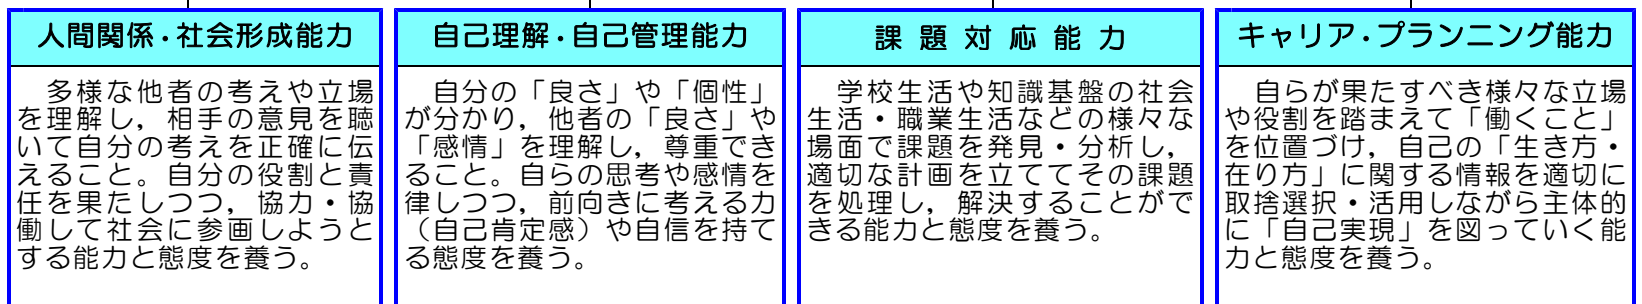 人間関係・社会形成能力
多様な他者の考えや立場
を理解し，相手の意見を聴
いて自分の考えを正確に伝
えること。自分の役割と責
任を果たしつつ，協力・協
働して社会に参画しようと
する能力と態度を養う。
自己理解・自己管理能力
自分の「良さ」や「個性」
が分かり，他者の「良さ」や
「感情」を理解し，尊重でき
ること。自らの思考や感情を
律しつつ，前向きに考える力
（自己肯定感）や自信を持て
る態度を養う。
課題対応能力
学校生活や知識基盤の社会
生活・職業生活などの様々な
場面で課題を発見・分析し，
適切な計画を立ててその課題
を処理し，解決することがで
きる能力と態度を養う。
キャリア・プランニング能力
自らが果たすべき様々な立場
や役割を踏まえて「働くこと」
を位置づけ，自己の「生き方・
在り方」に関する情報を適切に
取捨選択・活用しながら主体的
に「自己実現」を図っていく能
力と態度を養う。